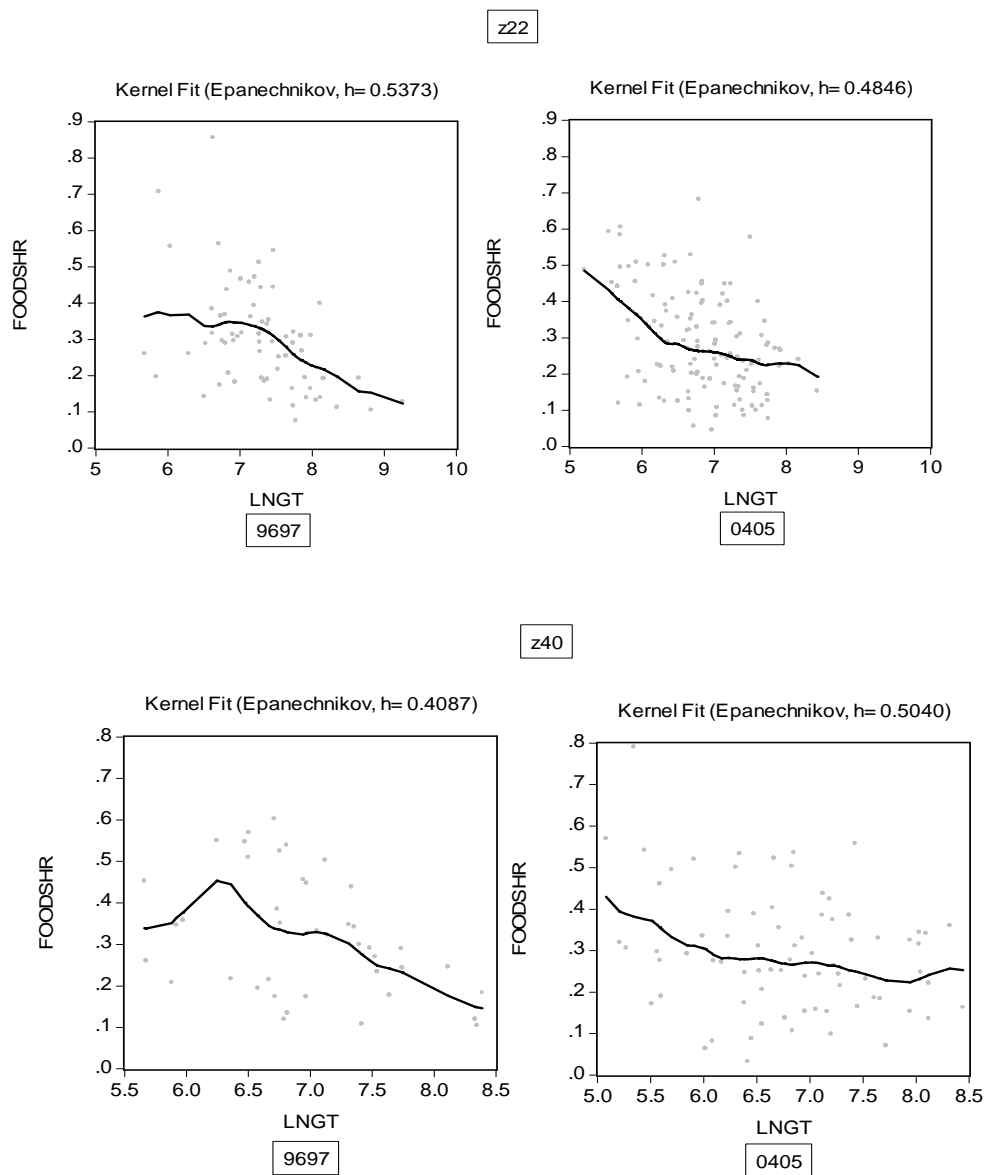 z22
Kernel Fit (Epanechnikov, h= 0.5373)
FOODSHR
.9
.8
.7
.6
.5
.4
.3
.2
.1
.0
5 6 7 8 9 10
LNGT
9697
Kernel Fit (Epanechnikov, h= 0.4846)
FOODSHR
.9
.8
.7
.6
.5
.4
.3
.2
.1
.0
5 6 7 8 9 10
LNGT
0405
z40
Kernel Fit (Epanechnikov, h= 0.4087)
FOODSHR
.8
.7
.6
.5
.4
.3
.2
.1
.0
5.5 6.0 6.5 7.0 7.5 8.0 8.5
LNGT
9697
Kernel Fit (Epanechnikov, h= 0.5040)
FOODSHR
.8
.7
.6
.5
.4
.3
.2
.1
.0
5.0 5.5 6.0 6.5 7.0 7.5 8.0 8.5
LNGT
0405